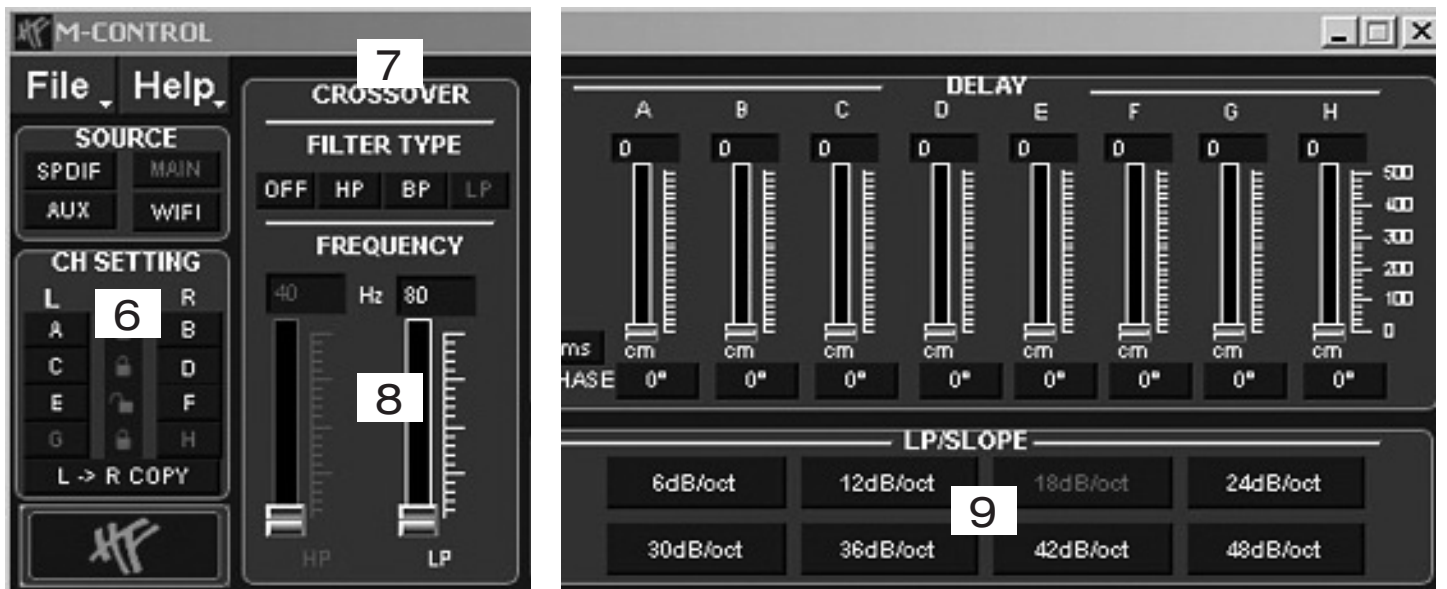 M-CONTROL
File Help
7
CROSSOVER
SOURCE
SPDIF MAIN
AUX WIFI
FILTER TYPE
OFF HP BP LP
CH SETTING
L R
6
A B
C D
E F
G H
L -> R COPY
HF
FREQUENCY
40 Hz 80
8
HP LP
DELAY
A B C D E F G H
0 0 0 0 0 0 0 0
500
400
300
200
100
0
ms cm cm cm cm cm cm cm cm
HASE 0° 0° 0° 0° 0° 0° 0° 0°
LP/SLOPE
6dB/oct 12dB/oct 18dB/oct 24dB/oct
9
30dB/oct 36dB/oct 42dB/oct 48dB/oct